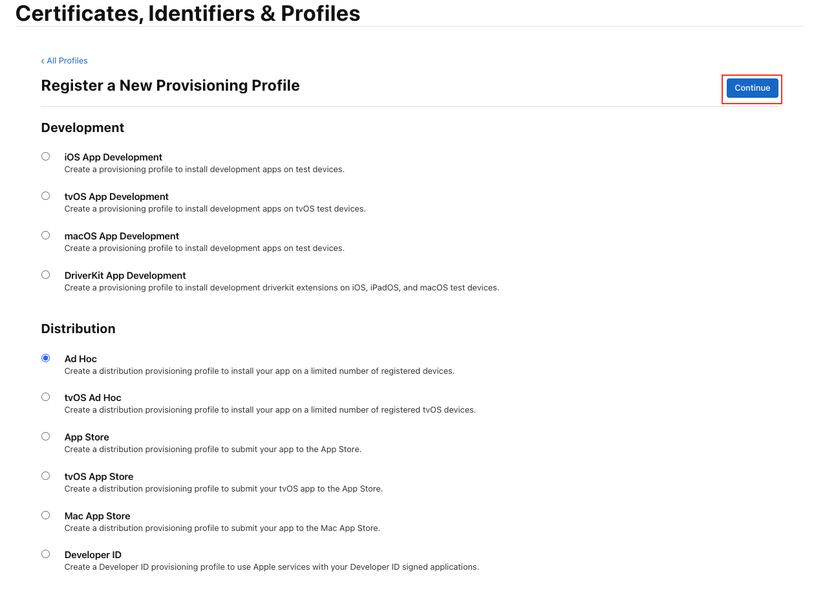 Certificates, Identifiers & Profiles
‹ All Profiles
Register a New Provisioning Profile
Continue
Development
iOS App Development
Create a provisioning profile to install development apps on test devices.
tvOS App Development
Create a provisioning profile to install development apps on tvOS test devices.
macOS App Development
Create a provisioning profile to install development apps on test devices.
DriverKit App Development
Create a provisioning profile to install development driverkit extensions on iOS, iPadOS, and macOS test devices.
Distribution
Ad Hoc
Create a distribution provisioning profile to install your app on a limited number of registered devices.
tvOS Ad Hoc
Create a distribution provisioning profile to install your app on a limited number of registered tvOS devices.
App Store
Create a distribution provisioning profile to submit your app to the App Store.
tvOS App Store
Create a distribution provisioning profile to submit your tvOS app to the App Store.
Mac App Store
Create a distribution provisioning profile to submit your app to the Mac App Store.
Developer ID
Create a Developer ID provisioning profile to use Apple services with your Developer ID signed applications.